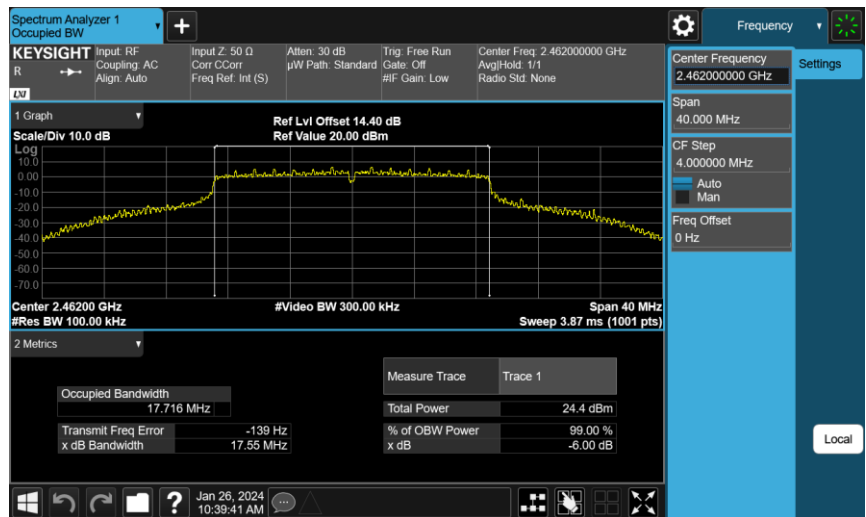 Spectrum Analyzer 1
Occupied BW
+
Frequency
KEYSIGHT
R
LXI
Input: RF
Coupling: AC
Align: Auto
Input Z: 50 Ω
Corr CCorr
Freq Ref: Int (S)
Atten: 30 dB
µW Path: Standard
Trig: Free Run
Gate: Off
#IF Gain: Low
Center Freq: 2.462000000 GHz
Avg|Hold: 1/1
Radio Std: None
Center Frequency
2.462000000 GHz
Settings
Span
40.000 MHz
CF Step
4.000000 MHz
Auto
Man
Freq Offset
0 Hz
Local
1 Graph
Scale/Div 10.0 dB
Ref Lvl Offset 14.40 dB
Ref Value 20.00 dBm
Log
10.0
0.00
-10.0
-20.0
-30.0
-40.0
-50.0
-60.0
-70.0
Center 2.46200 GHz
#Res BW 100.00 kHz
#Video BW 300.00 kHz
Span 40 MHz
Sweep 3.87 ms (1001 pts)
2 Metrics
Occupied Bandwidth
17.716 MHz
Transmit Freq Error -139 Hz
x dB Bandwidth 17.55 MHz
Measure Trace Trace 1
Total Power 24.4 dBm
% of OBW Power 99.00 %
x dB -6.00 dB
?
Jan 26, 2024
10:39:41 AM